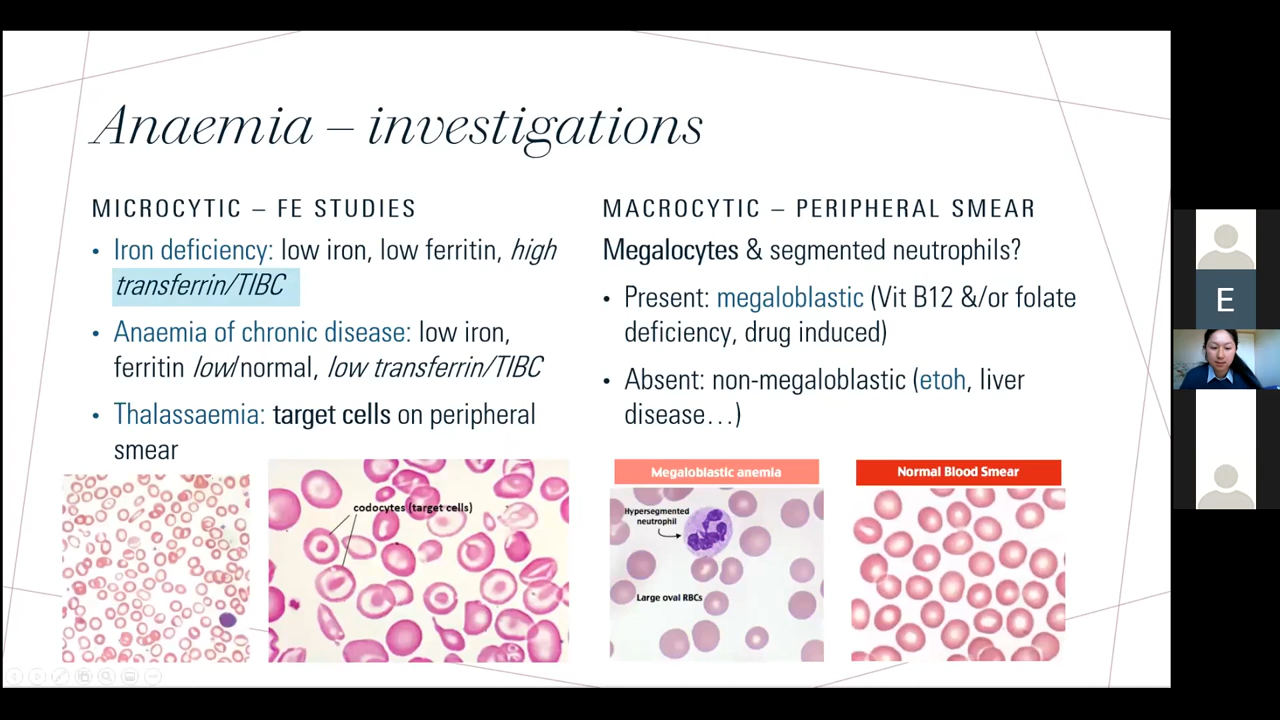 Anaemia – investigations
MICROCYTIC – FE STUDIES
• Iron deficiency: low iron, low ferritin, high
transferrin/TIBC
• Anaemia of chronic disease: low iron,
ferritin low/normal, low transferrin/TIBC
• Thalassaemia: target cells on peripheral
smear
codocytes (target cells)
MACROCYTIC – PERIPHERAL SMEAR
Megalocytes & segmented neutrophils?
• Present: megaloblastic (Vit B12 &/or folate
deficiency, drug induced)
• Absent: non-megaloblastic (etoh, liver
disease…)
Megaloblastic anemia
Hypersegmented
neutrophil
Large oval RBCs
Normal Blood Smear
E